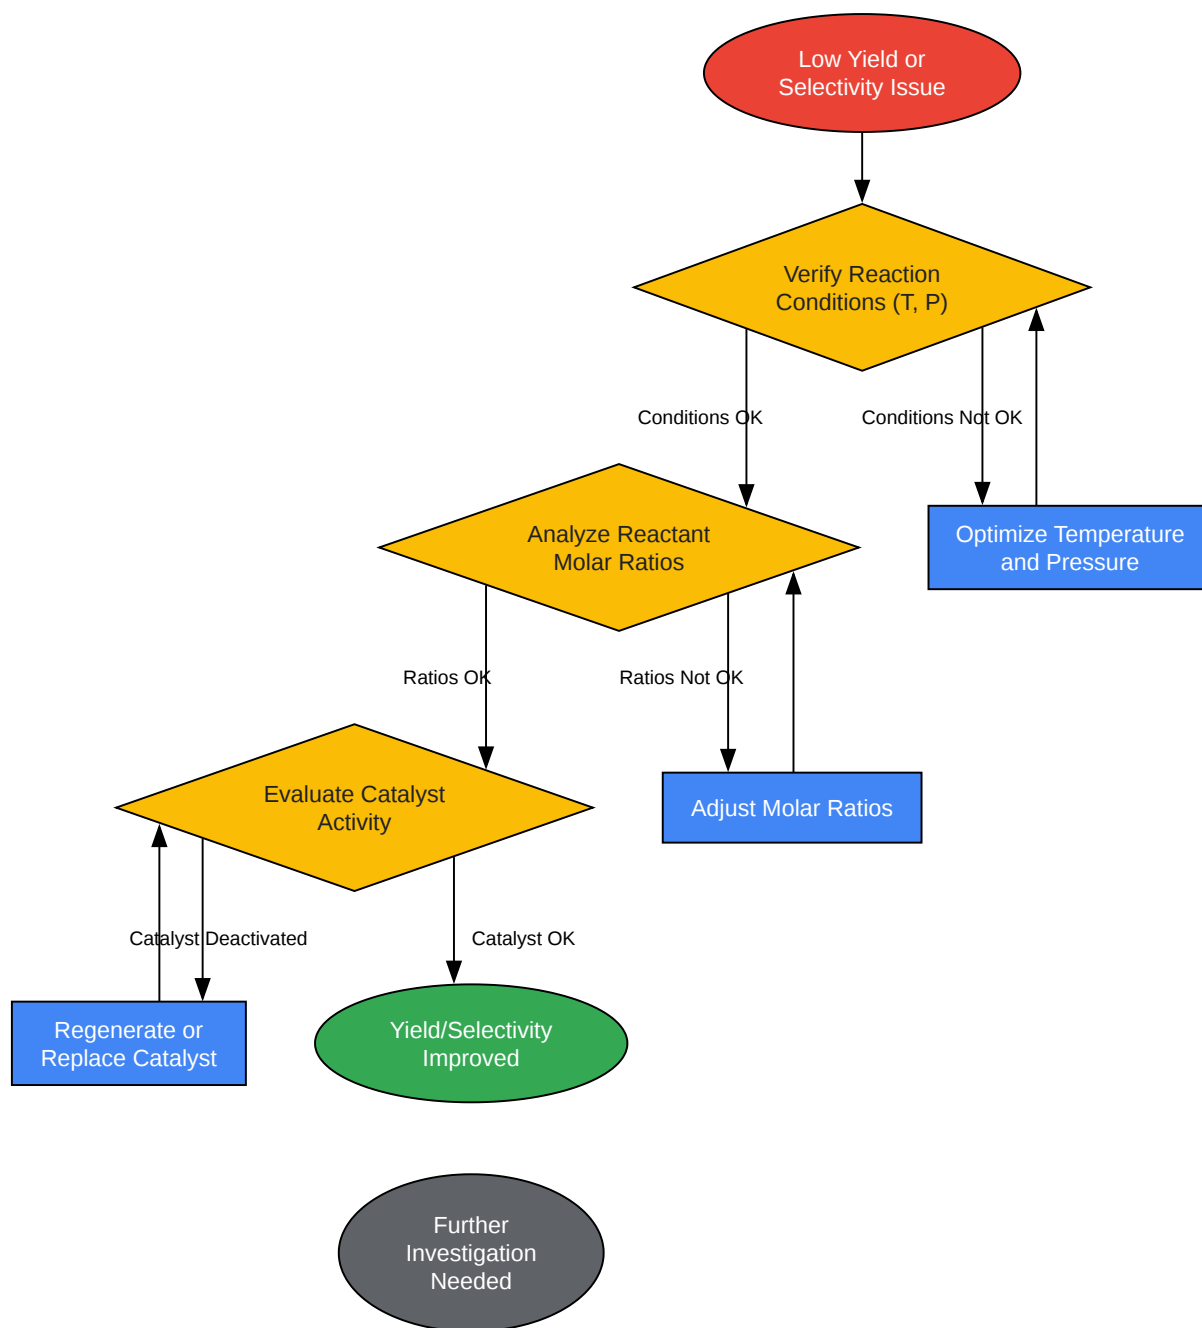 Low Yield or
Selectivity Issue
Verify Reaction
Conditions (T, P)
Conditions OK
Conditions Not OK
Analyze Reactant
Molar Ratios
Optimize Temperature
and Pressure
Ratios OK
Ratios Not OK
Evaluate Catalyst
Activity
Adjust Molar Ratios
Catalyst Deactivated
Catalyst OK
Regenerate or
Replace Catalyst
Yield/Selectivity
Improved
Further
Investigation
Needed